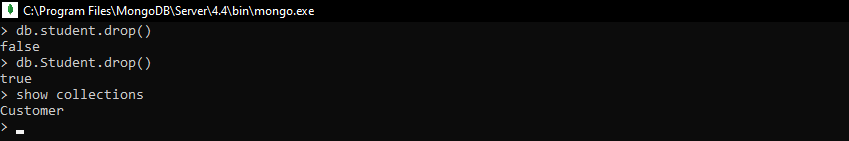 C:\Program Files\MongoDB\Server\4.4\bin\mongo.exe
> db.student.drop()
false
> db.Student.drop()
true
> show collections
Customer
>